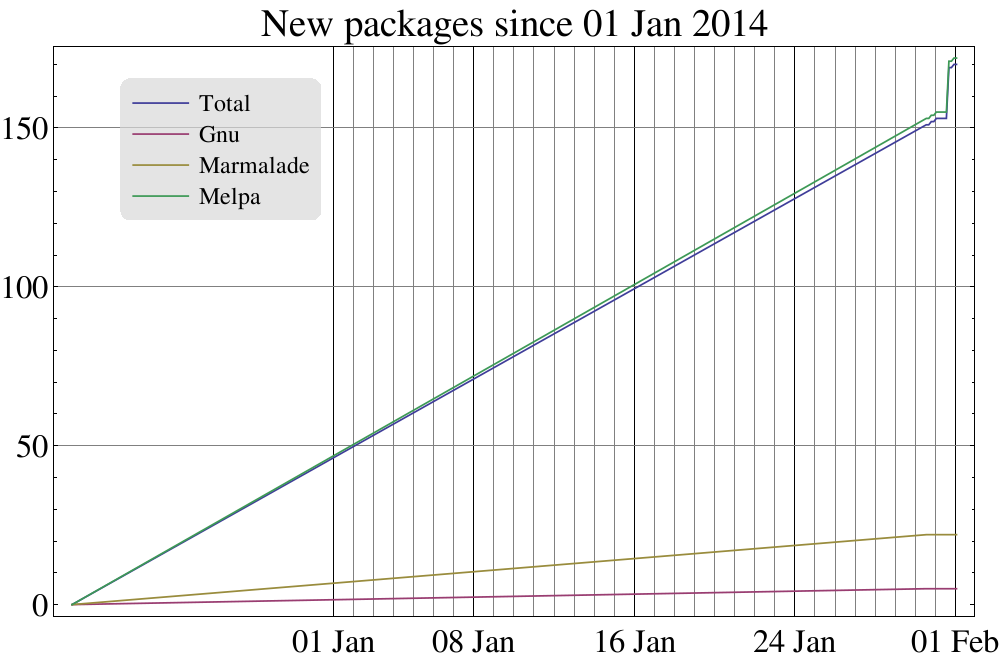 New packages since 01 Jan 2014
Total
Gnu
Marmalade
Melpa
150
100
50
0
01 Jan 08 Jan 16 Jan 24 Jan 01 Feb